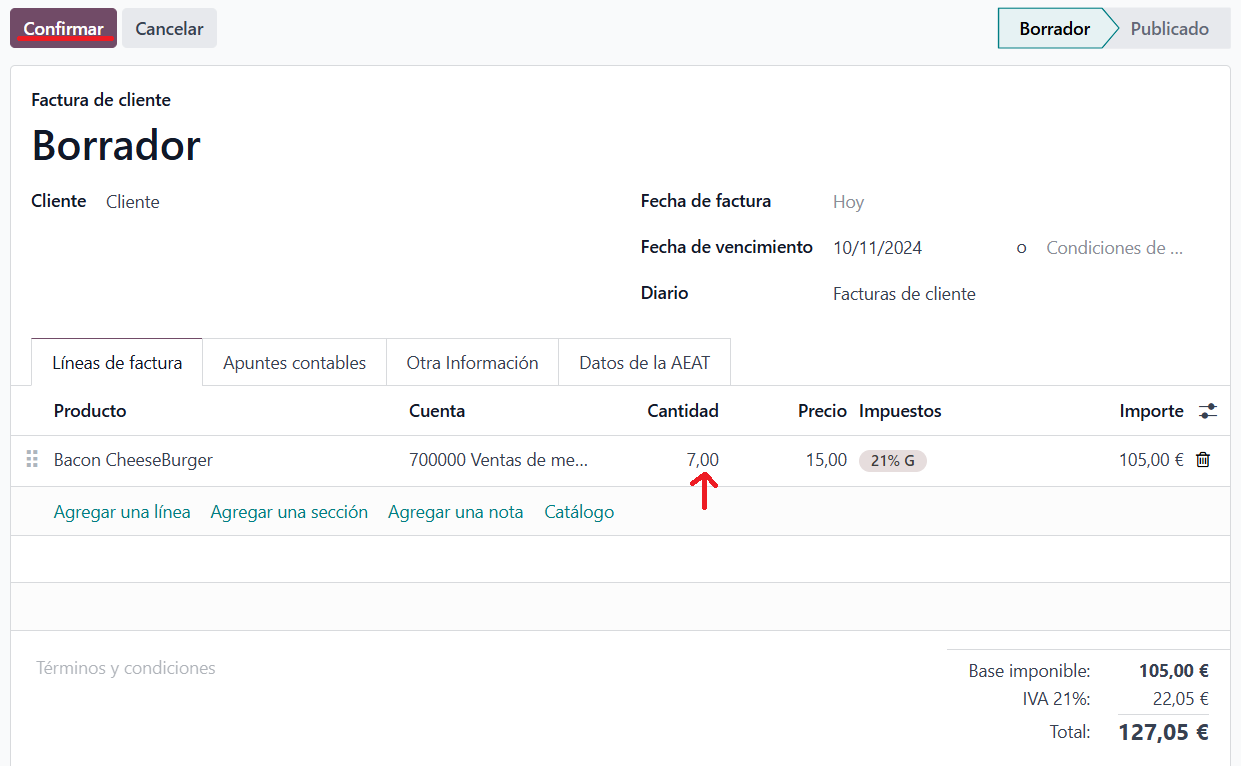 Confirmar Cancelar Borrador Publicado
Factura de cliente
Borrador
Cliente Cliente Fecha de factura Hoy
Fecha de vencimiento 10/11/2024 o Condiciones de ...
Diario Facturas de cliente
Líneas de factura Apuntes contables Otra Información Datos de la AEAT
Producto Cuenta Cantidad Precio Impuestos Importe
Bacon CheeseBurger 700000 Ventas de me... 7,00 15,00 21% G 105,00 €
Agregar una línea Agregar una sección Agregar una nota Catálogo
Términos y condiciones Base imponible: 105,00 €
IVA 21%: 22,05 €
Total: 127,05 €